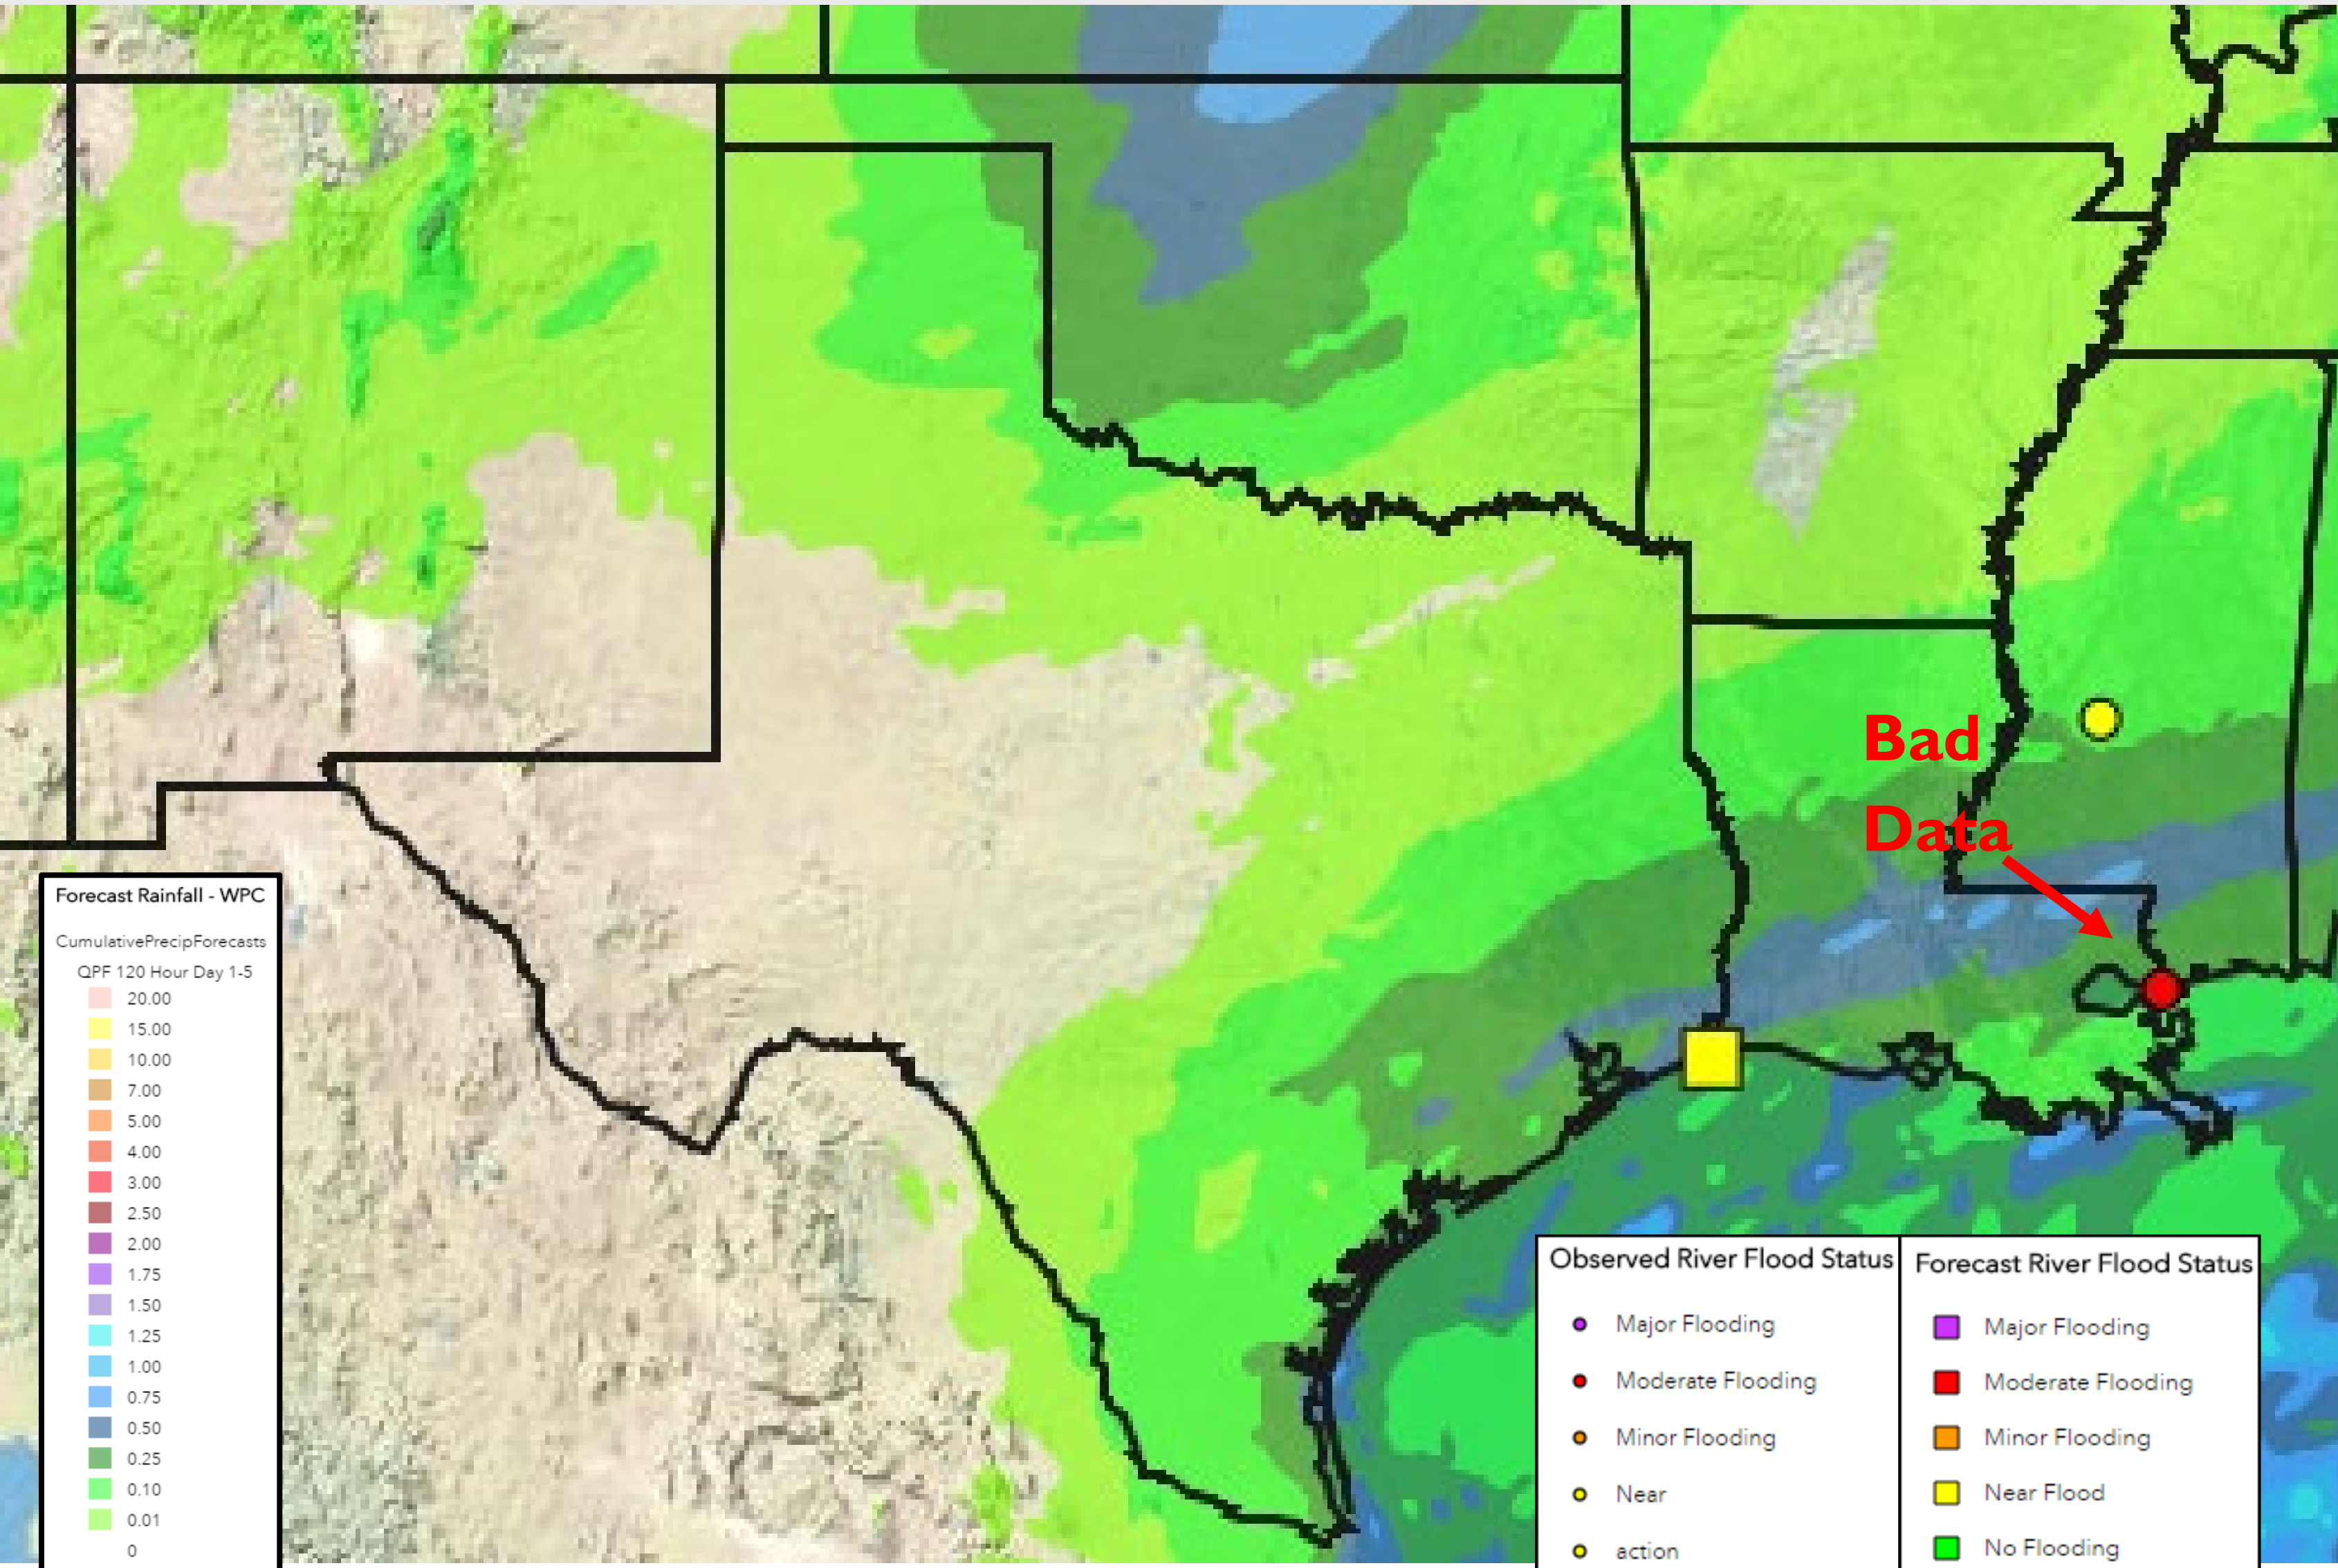 Bad
Data
Forecast Rainfall - WPC
CumulativePrecipForecasts
QPF 120 Hour Day 1-5
20.00
15.00
10.00
7.00
5.00
4.00
3.00
2.50
2.00
1.75
1.50
1.25
1.00
0.75
0.50
0.25
0.10
0.01
0
Observed River Flood Status
Major Flooding
Moderate Flooding
Minor Flooding
Near
action
Forecast River Flood Status
Major Flooding
Moderate Flooding
Minor Flooding
Near Flood
No Flooding